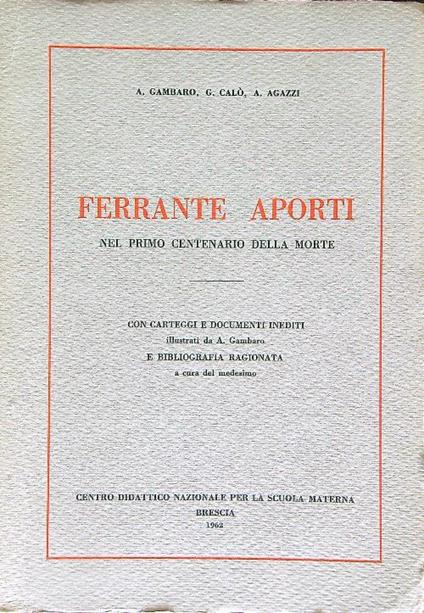 A. GAMBARO, G. CALÒ, A. AGAZZI
FERRANTE APORTI
NEL PRIMO CENTENARIO DELLA MORTE
CON CARTEGGI E DOCUMENTI INEDITI
illustrati da A. Gambaro
E BIBLIOGRAFIA RAGIONATA
a cura del medesimo
CENTRO DIDATTICO NAZIONALE PER LA SCUOLA MATERNA
BRESCIA
1962